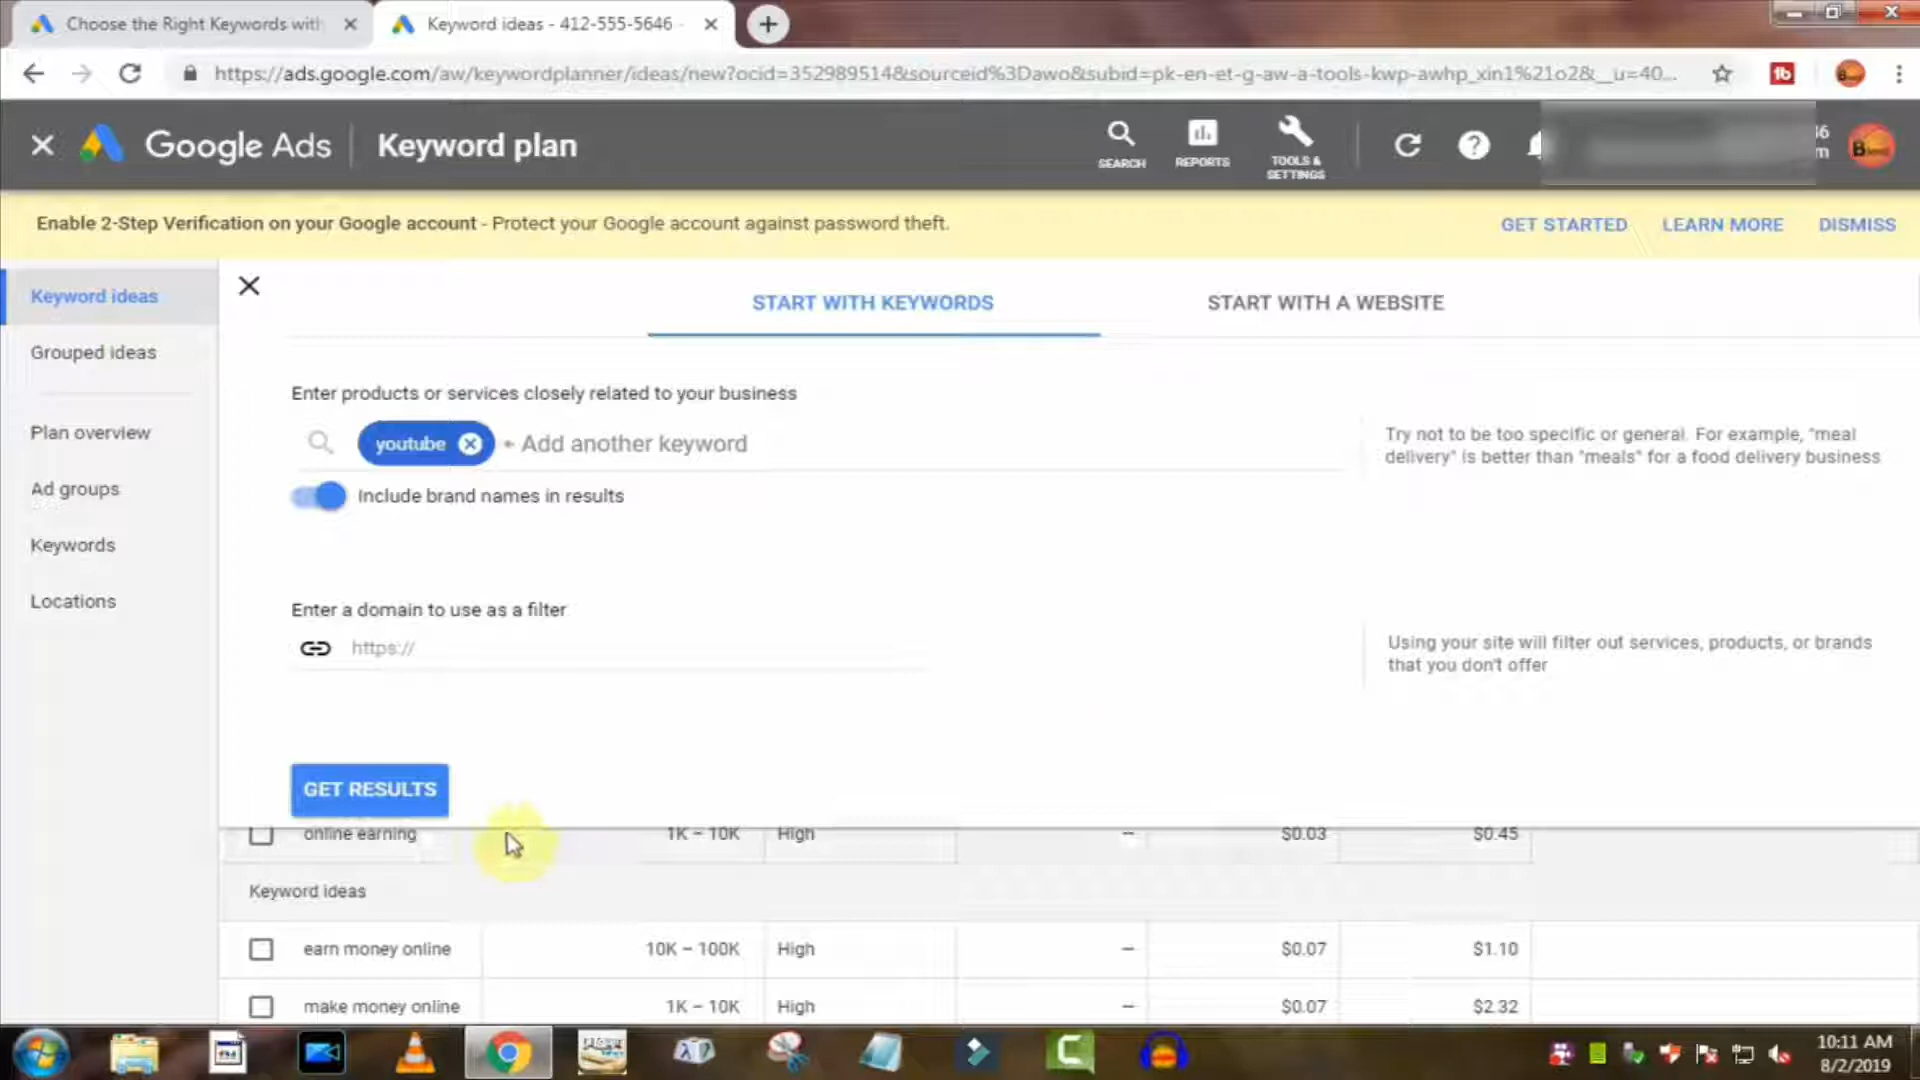 Choose the Right Keywords with
Keyword ideas - 412-555-5646 -
https://ads.google.com/aw/keywordplanner/ideas/new?ocid=352989514&sourceid%3Dawo&subid=pk-en-et-g-aw-a-tools-kwp-awhp_xin1%21o2&__u=40...
Google Ads
Keyword plan
SEARCH
REPORTS
TOOLS &
SETTINGS
Enable 2-Step Verification on your Google account - Protect your Google account against password theft.
GET STARTED
LEARN MORE
DISMISS
Keyword ideas
Grouped ideas
Plan overview
Ad groups
Keywords
Locations
START WITH KEYWORDS
START WITH A WEBSITE
Enter products or services closely related to your business
youtube
+ Add another keyword
Try not to be too specific or general. For example, "meal
delivery" is better than "meals" for a food delivery business
Include brand names in results
Enter a domain to use as a filter
https://
Using your site will filter out services, products, or brands
that you don't offer
GET RESULTS
online earning 1K – 10K High – $0.03 $0.45
Keyword ideas
earn money online 10K – 100K High – $0.07 $1.10
make money online 1K – 10K High – $0.07 $2.32
10:11 AM
8/2/2019